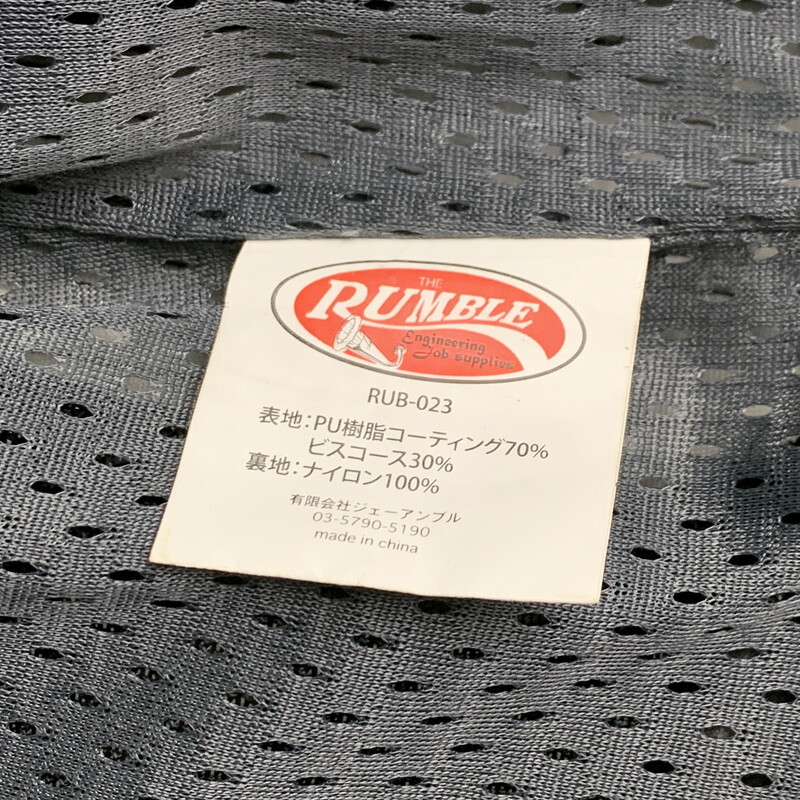 THE
RUMBLE
Engineering
Job supplies
RUB-023
表地：PU樹脂コーティング70%
ビスコース30%
裏地：ナイロン100%
有限会社ジェーアンブル
03-5790-5190
made in china